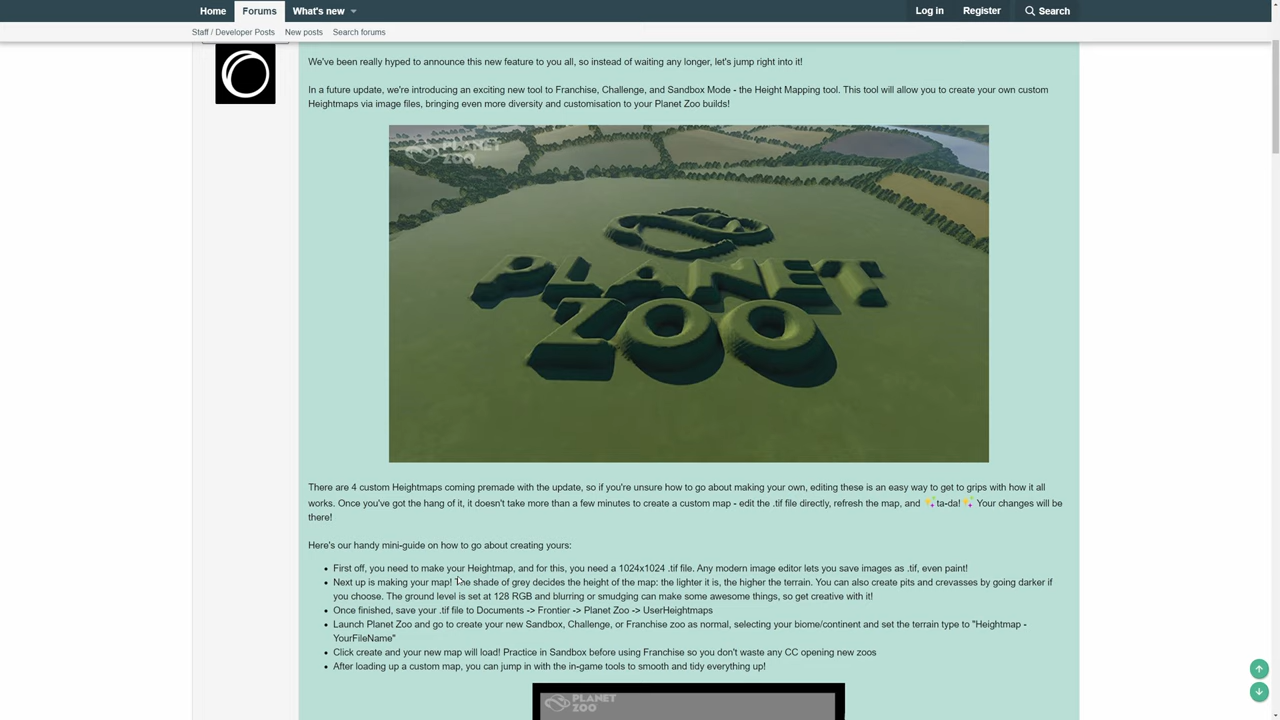 Home Forums What's new Log in Register Search
Staff / Developer Posts New posts Search forums
We've been really hyped to announce this new feature to you all, so instead of waiting any longer, let's jump right into it!
In a future update, we're introducing an exciting new tool to Franchise, Challenge, and Sandbox Mode - the Height Mapping tool. This tool will allow you to create your own custom
Heightmaps via image files, bringing even more diversity and customisation to your Planet Zoo builds!
PLANET
ZOO
PLANET
ZOO
There are 4 custom Heightmaps coming premade with the update, so if you're unsure how to go about making your own, editing these is an easy way to get to grips with how it all
works. Once you've got the hang of it, it doesn't take more than a few minutes to create a custom map - edit the .tif file directly, refresh the map, and ✨ta-da!✨ Your changes will be
there!
Here's our handy mini-guide on how to go about creating yours:
• First off, you need to make your Heightmap, and for this, you need a 1024x1024 .tif file. Any modern image editor lets you save images as .tif, even paint!
• Next up is making your map! The shade of grey decides the height of the map: the lighter it is, the higher the terrain. You can also create pits and crevasses by going darker if
you choose. The ground level is set at 128 RGB and blurring or smudging can make some awesome things, so get creative with it!
• Once finished, save your .tif file to Documents -> Frontier -> Planet Zoo -> UserHeightmaps
• Launch Planet Zoo and go to create your new Sandbox, Challenge, or Franchise zoo as normal, selecting your biome/continent and set the terrain type to "Heightmap -
YourFileName"
• Click create and your new map will load! Practice in Sandbox before using Franchise so you don't waste any CC opening new zoos
• After loading up a custom map, you can jump in with the in-game tools to smooth and tidy everything up!
PLANET
ZOO